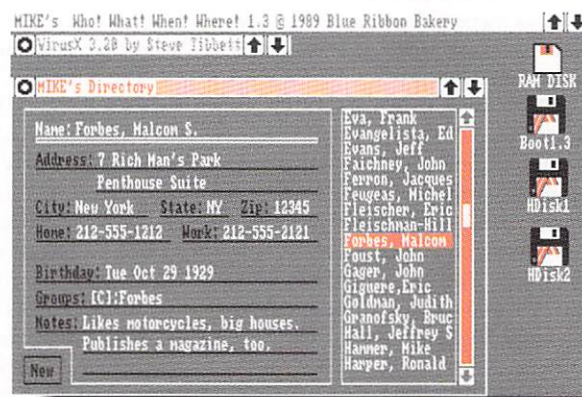 MIKE's Who! What! When! Where! 1.3 © 1989 Blue Ribbon Bakery
VirusX 3.20 by Steve Tibbett
MIKE's Directory
Name: Forbes, Malcom S.
Address: 7 Rich Man's Park
Penthouse Suite
City: New York State: NY Zip: 12345
Home: 212-555-1212 Work: 212-555-2121
Birthday: Tue Oct 29 1929
Groups: [C]:Forbes
Notes: Likes motorcycles, big houses.
Publishes a magazine, too.
New
Eva, Frank
Evangelista, Ed
Evans, Jeff
Faichney, John
Ferron, Jacques
Feugeas, Michel
Fleischer, Eric
Fleischman-Hill
Forbes, Malcom
Foust, John
Gager, John
Giguere,Eric
Goldman, Judith
Granofsky, Bruc
Hall, Jeffrey S
Hammer, Mike
Harper, Ronald
RAM DISK
Boot1.3
HDisk1
HDisk2